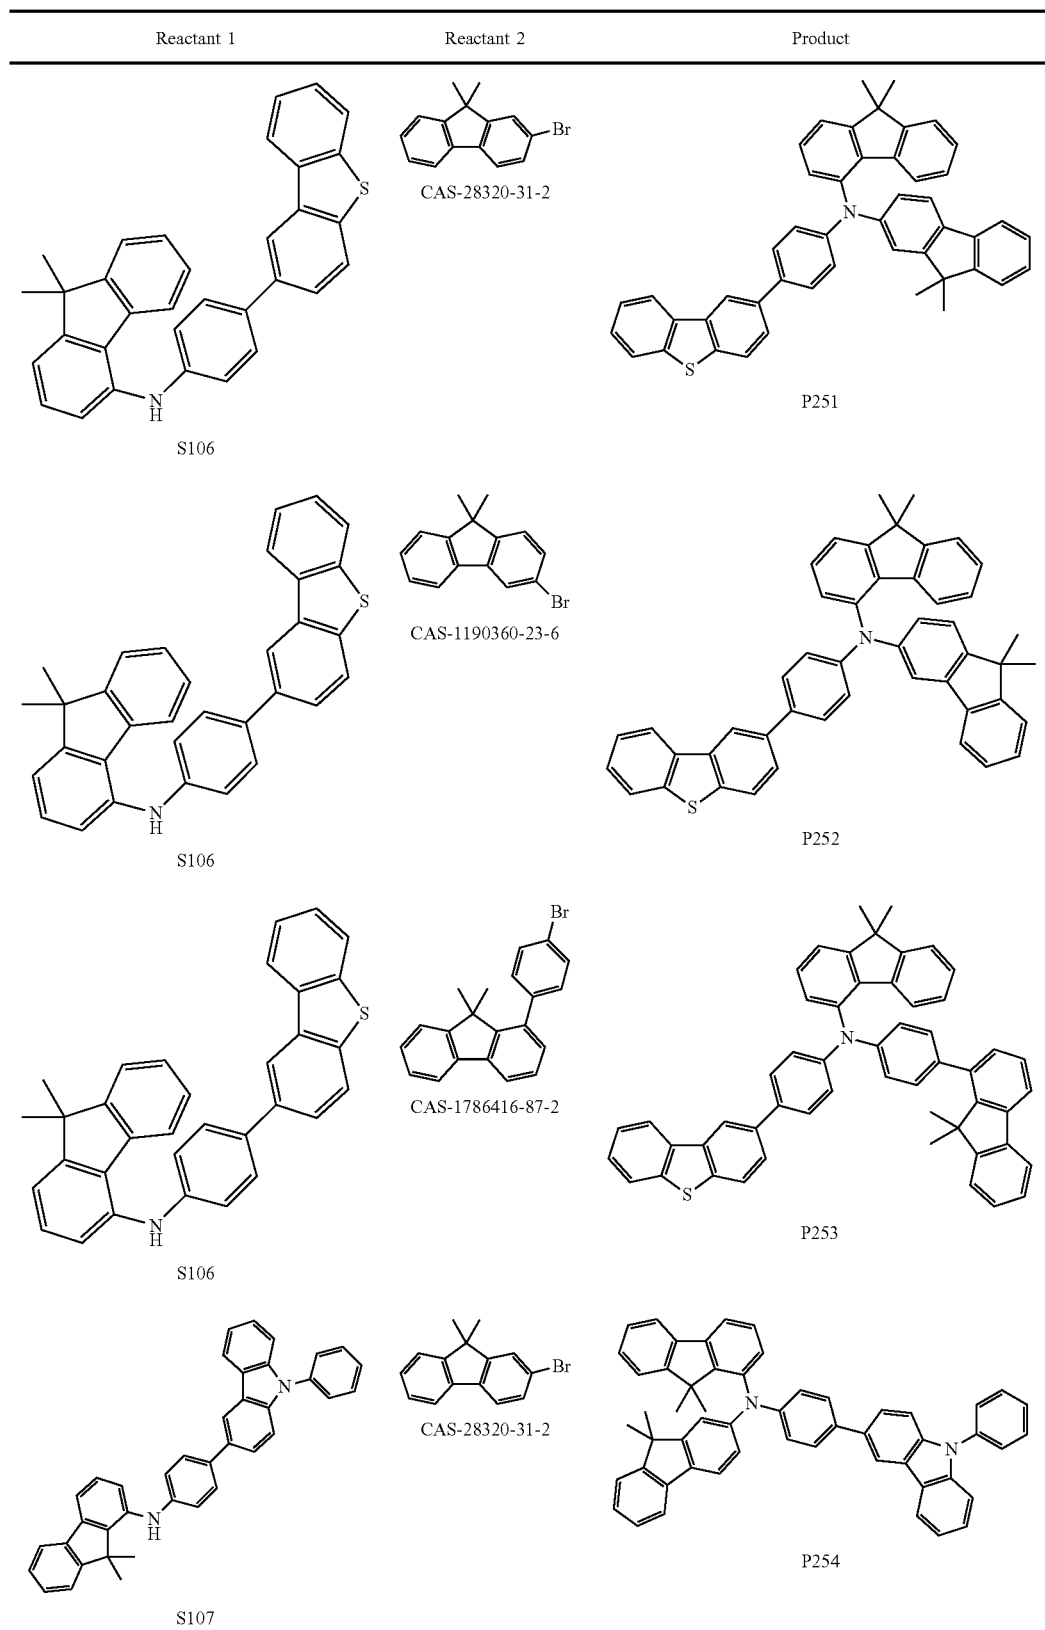 Reactant 1 Reactant 2 Product
Br
S
CAS-28320-31-2
N
H
S106
N
S
P251
S
Br
CAS-1190360-23-6
N
H
S106
N
S
P252
Br
S
CAS-1786416-87-2
N
H
S106
N
S
P253
N
Br
CAS-28320-31-2
N
H
S107
N
N
P254